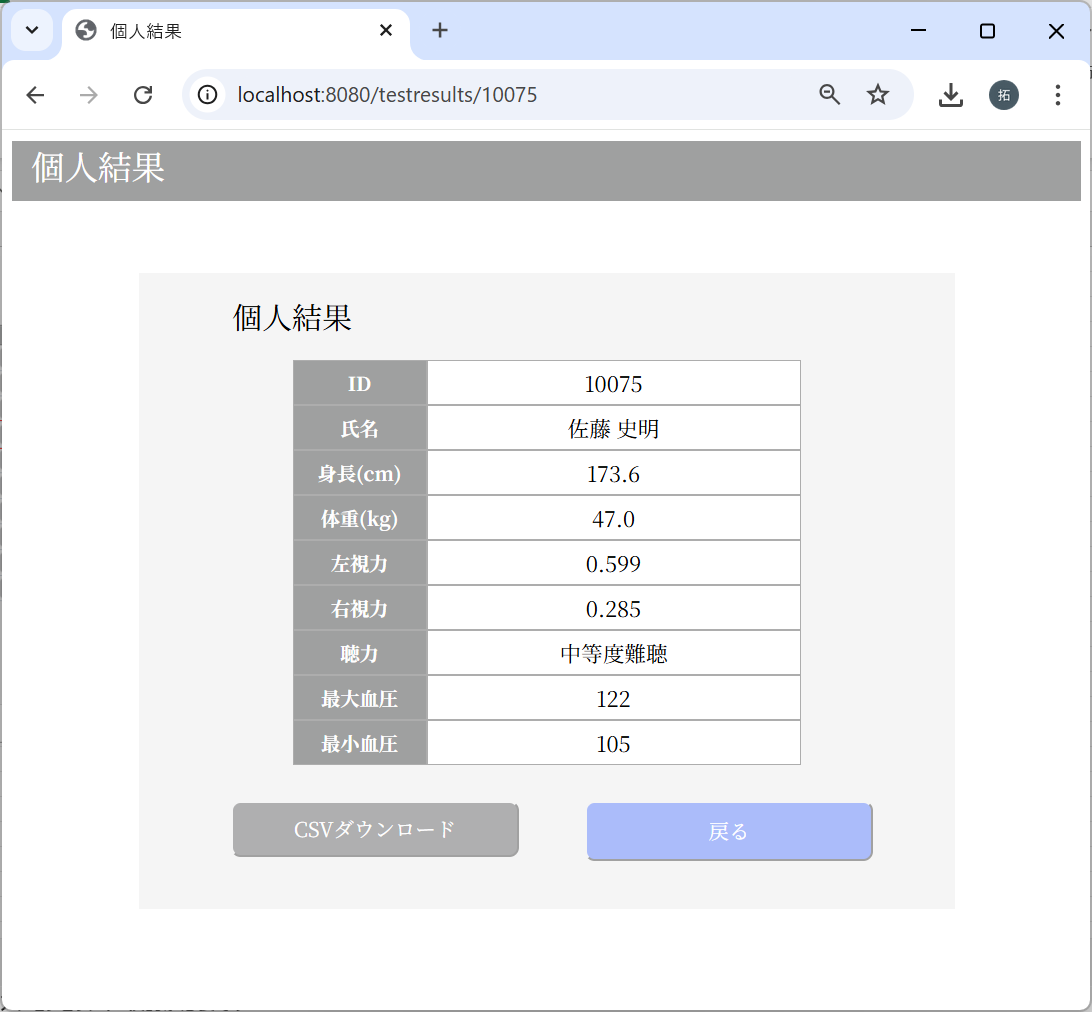 個人結果
localhost:8080/testresults/10075
拓
個人結果
個人結果
ID 10075
氏名 佐藤 史明
身長(cm) 173.6
体重(kg) 47.0
左視力 0.599
右視力 0.285
聴力 中等度難聴
最大血圧 122
最小血圧 105
CSVダウンロード 戻る